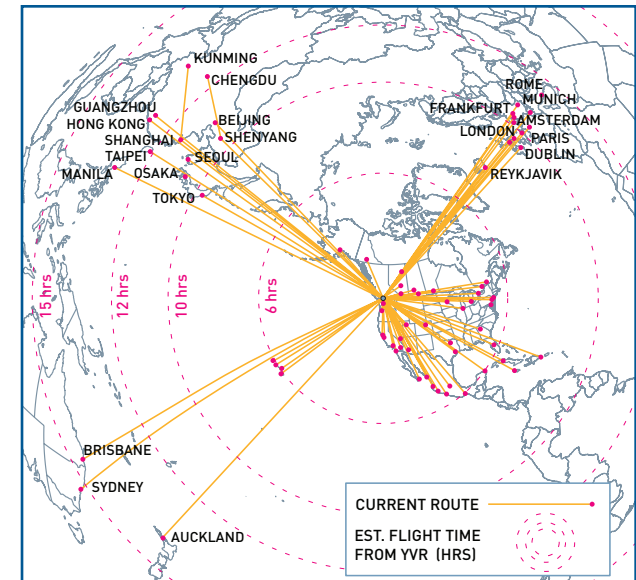 KUNMING
CHENGDU
ROME
MUNICH
GUANGZHOU
FRANKFURT
HONG KONG
BEIJING
AMSTERDAM
SHANGHAI
SHENYANG
LONDON
PARIS
TAIPEI
SEOUL
DUBLIN
MANILA
OSAKA
REYKJAVIK
TOKYO
15 hrs
12 hrs
10 hrs
6 hrs
BRISBANE
SYDNEY
AUCKLAND
CURRENT ROUTE
EST. FLIGHT TIME
FROM YVR (HRS)